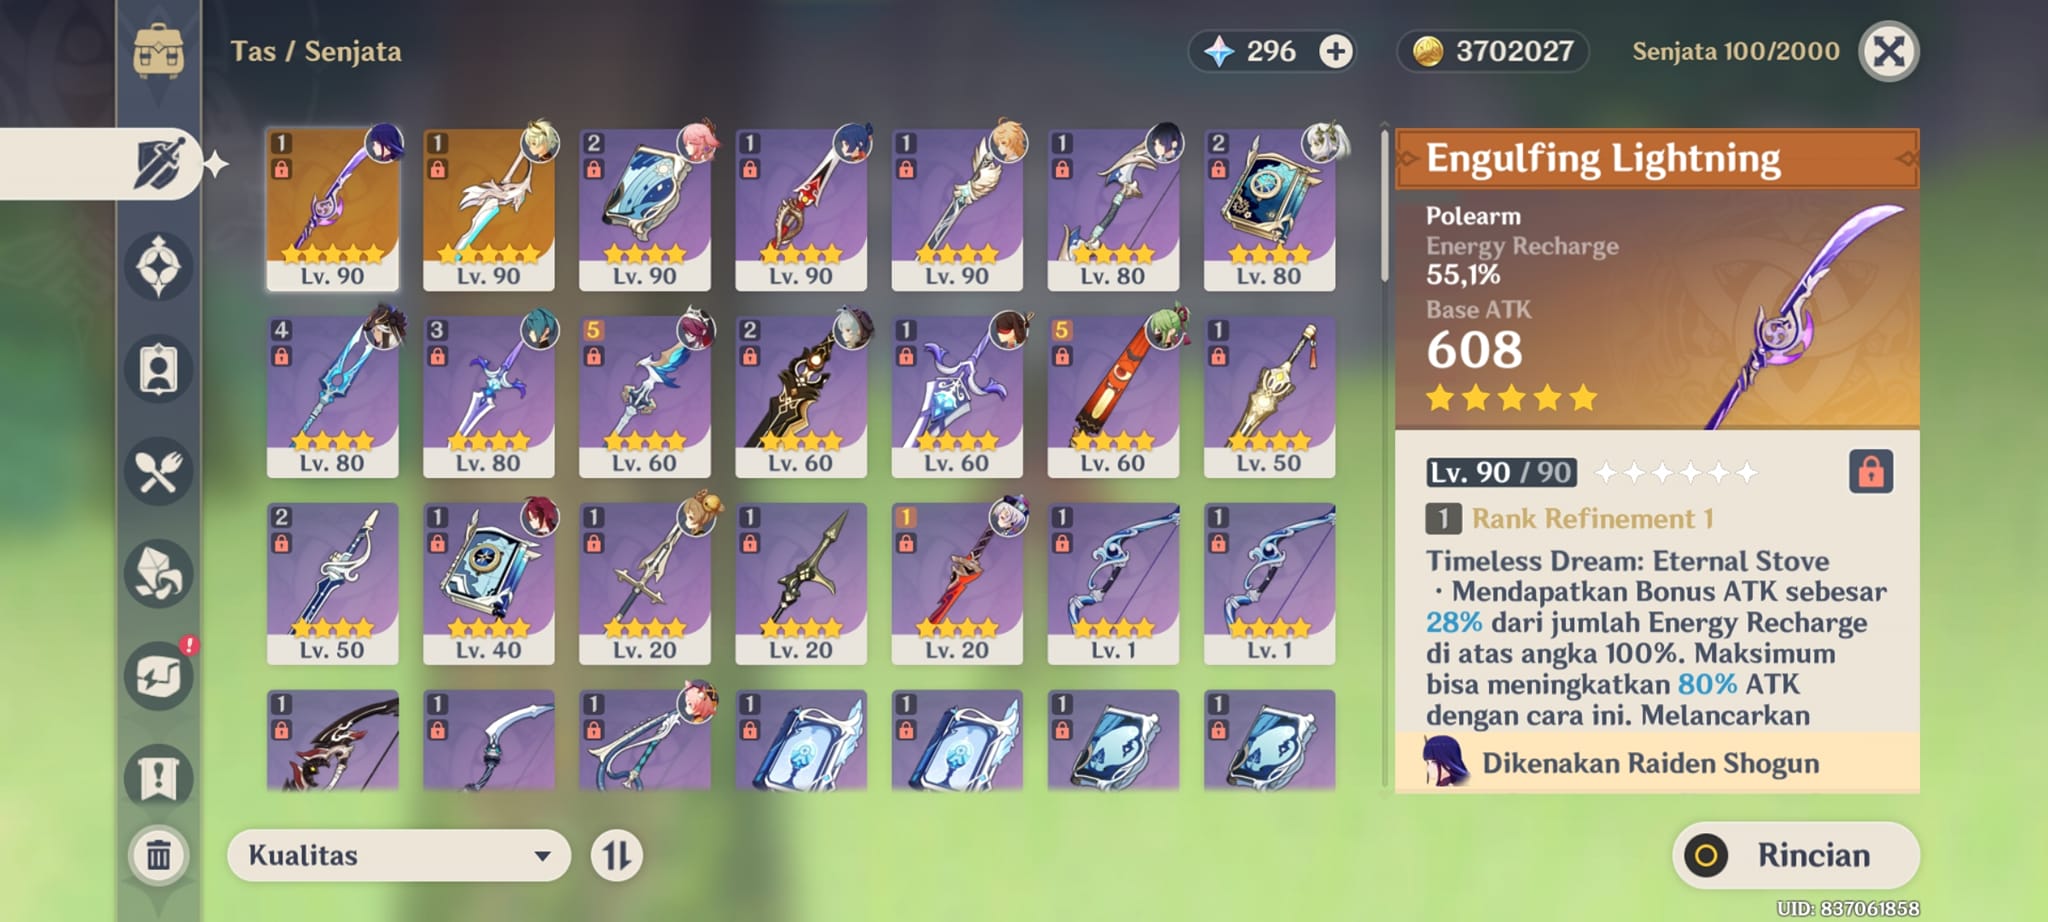 Tas / Senjata
296
3702027
Senjata 100/2000
1 Lv. 90
1 Lv. 90
2 Lv. 90
1 Lv. 90
1 Lv. 90
1 Lv. 80
2 Lv. 80
4 Lv. 80
3 Lv. 80
5 Lv. 60
2 Lv. 60
1 Lv. 60
5 Lv. 60
1 Lv. 50
2 Lv. 50
1 Lv. 40
1 Lv. 20
1 Lv. 20
1 Lv. 20
1 Lv. 1
1 Lv. 1
1
1
1
1
1
1
1
Engulfing Lightning
Polearm
Energy Recharge
55,1%
Base ATK
608
Lv. 90 / 90
1 Rank Refinement 1
Timeless Dream: Eternal Stove
· Mendapatkan Bonus ATK sebesar
28% dari jumlah Energy Recharge
di atas angka 100%. Maksimum
bisa meningkatkan 80% ATK
dengan cara ini. Melancarkan
Dikenakan Raiden Shogun
Kualitas
Rincian
UID: 837061858